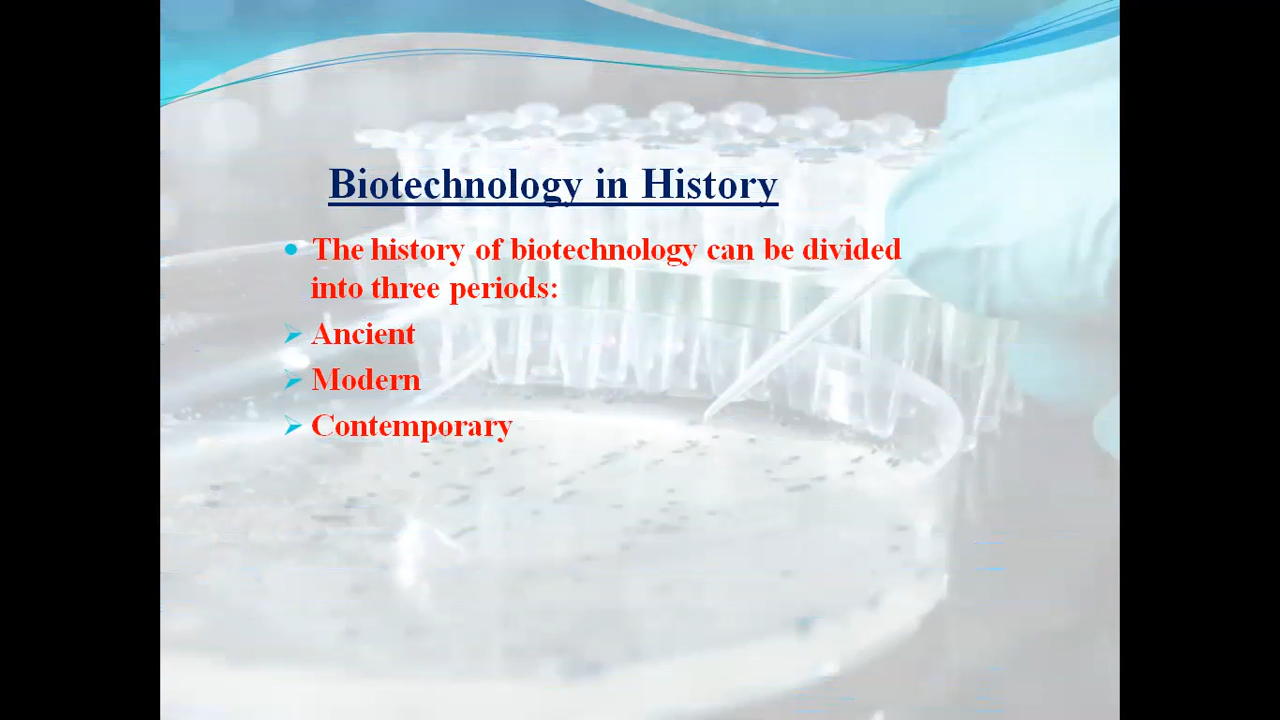 Biotechnology in History
The history of biotechnology can be divided
into three periods:
Ancient
Modern
Contemporary